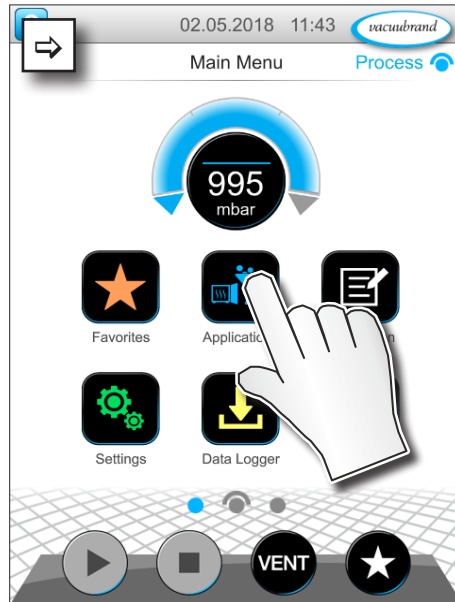 02.05.2018 11:43 vacuubrand
Main Menu Process
995
mbar
Favorites
Settings Data Logger
VENT